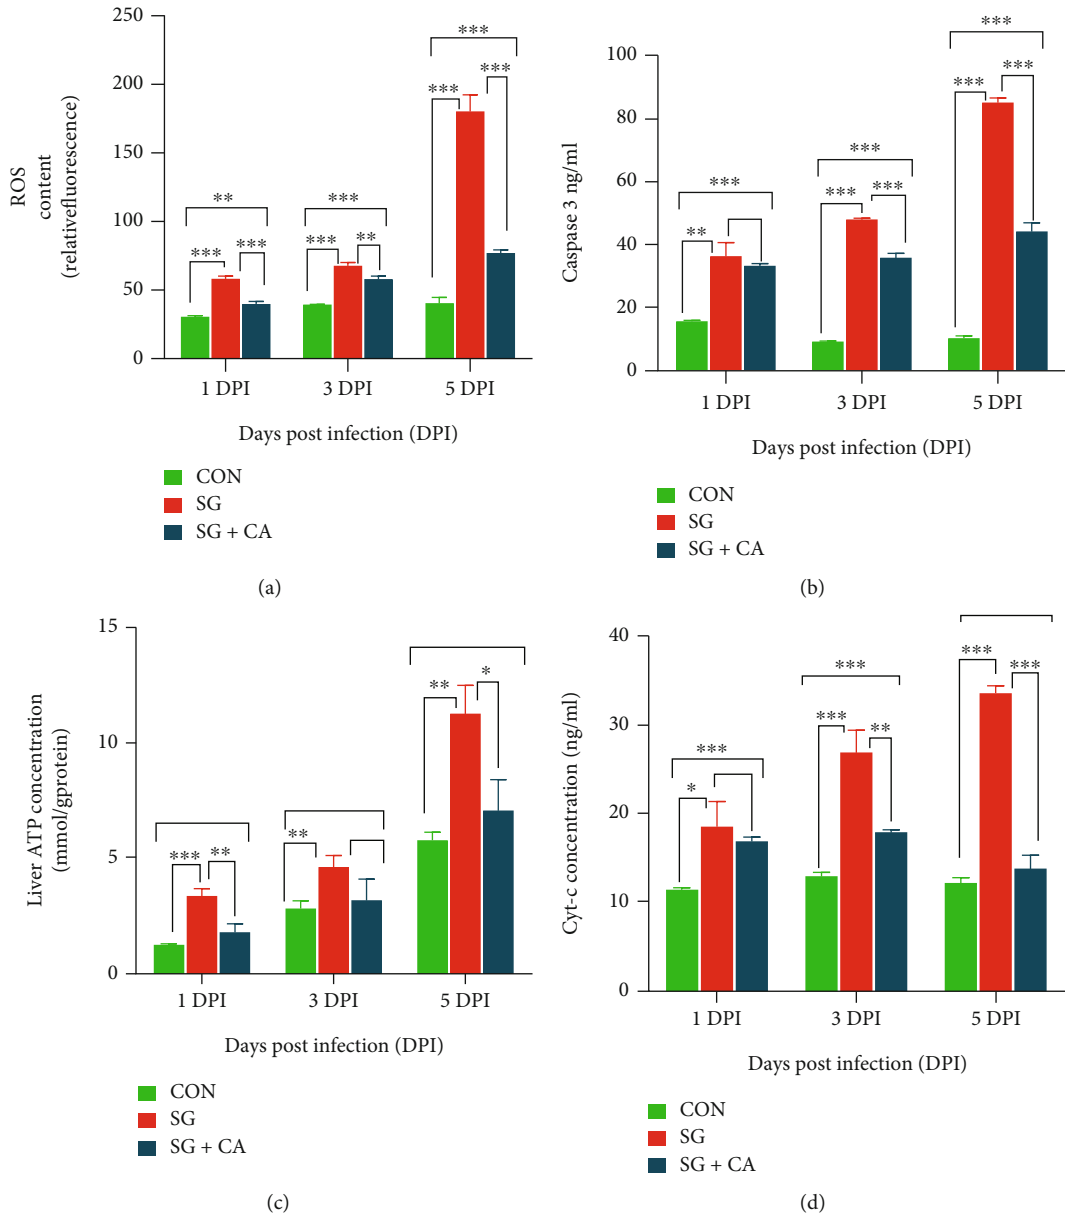 250
200
150
100
50
0
ROS
content
(relativefluorescence)
**
***
***
***
***
**
***
***
***
1 DPI
3 DPI
5 DPI
Days post infection (DPI)
CON
SG
SG + CA
(a)
100
80
60
40
20
0
Caspase 3 ng/ml
***
**
***
***
***
***
***
***
1 DPI
3 DPI
5 DPI
Days post infection (DPI)
CON
SG
SG + CA
(b)
15
10
5
0
Liver ATP concentration
(mmol/gprotein)
***
**
**
**
*
1 DPI
3 DPI
5 DPI
Days post infection (DPI)
CON
SG
SG + CA
(c)
40
30
20
10
0
Cyt-c concentration (ng/ml)
***
*
***
***
**
***
***
1 DPI
3 DPI
5 DPI
Days post infection (DPI)
CON
SG
SG + CA
(d)